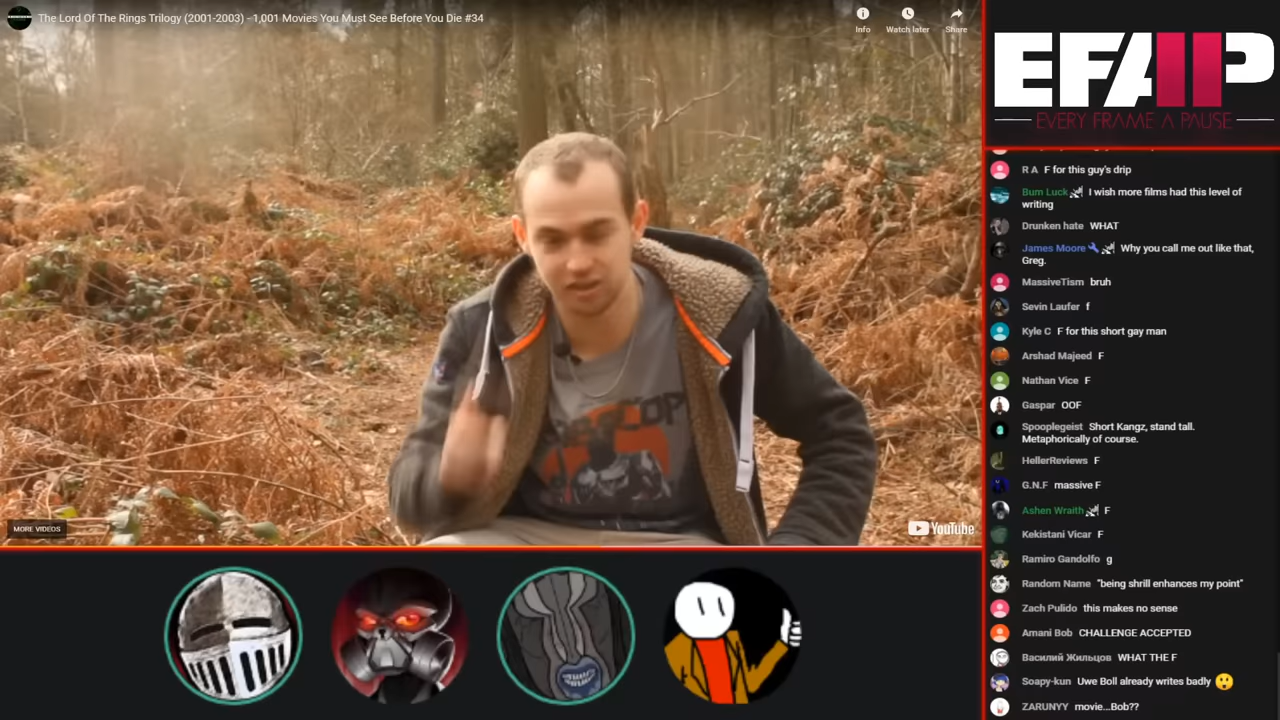 The Lord Of The Rings Trilogy (2001-2003) - 1,001 Movies You Must See Before You Die #34
Info
Watch later
Share
MORE VIDEOS
YouTube
EFAP
EVERY FRAME A PAUSE
R A F for this guy's drip
Bum Luck I wish more films had this level of
writing
Drunken hate WHAT
James Moore Why you call me out like that,
Greg.
MassiveTism bruh
Sevin Laufer f
Kyle C F for this short gay man
Arshad Majeed F
Nathan Vice F
Gaspar OOF
Spooplegeist Short Kangz, stand tall.
Metaphorically of course.
HellerReviews F
G.N.F massive F
Ashen Wraith F
Kekistani Vicar F
Ramiro Gandolfo g
Random Name "being shrill enhances my point"
Zach Pulido this makes no sense
Amani Bob CHALLENGE ACCEPTED
Василий Жильцов WHAT THE F
Soapy-kun Uwe Boll already writes badly 😲
ZARUNYY movie...Bob??